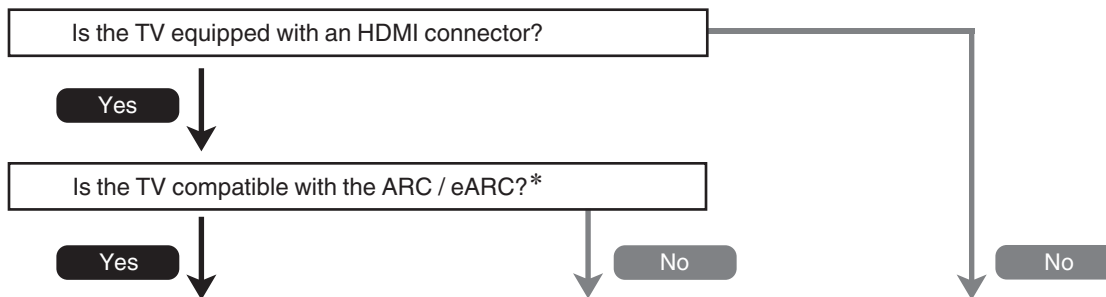 Is the TV equipped with an HDMI connector?
Yes
Is the TV compatible with the ARC / eARC?*
Yes
No
No